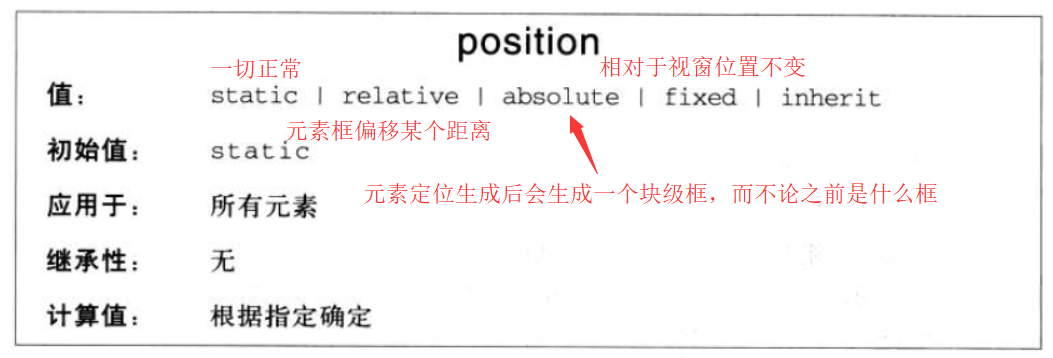 position
一切正常
相对于视窗位置不变
值： static | relative | absolute | fixed | inherit
元素框偏移某个距离
初始值： static
元素定位生成后会生成一个块级框，而不论之前是什么框
应用于： 所有元素
继承性： 无
计算值： 根据指定确定